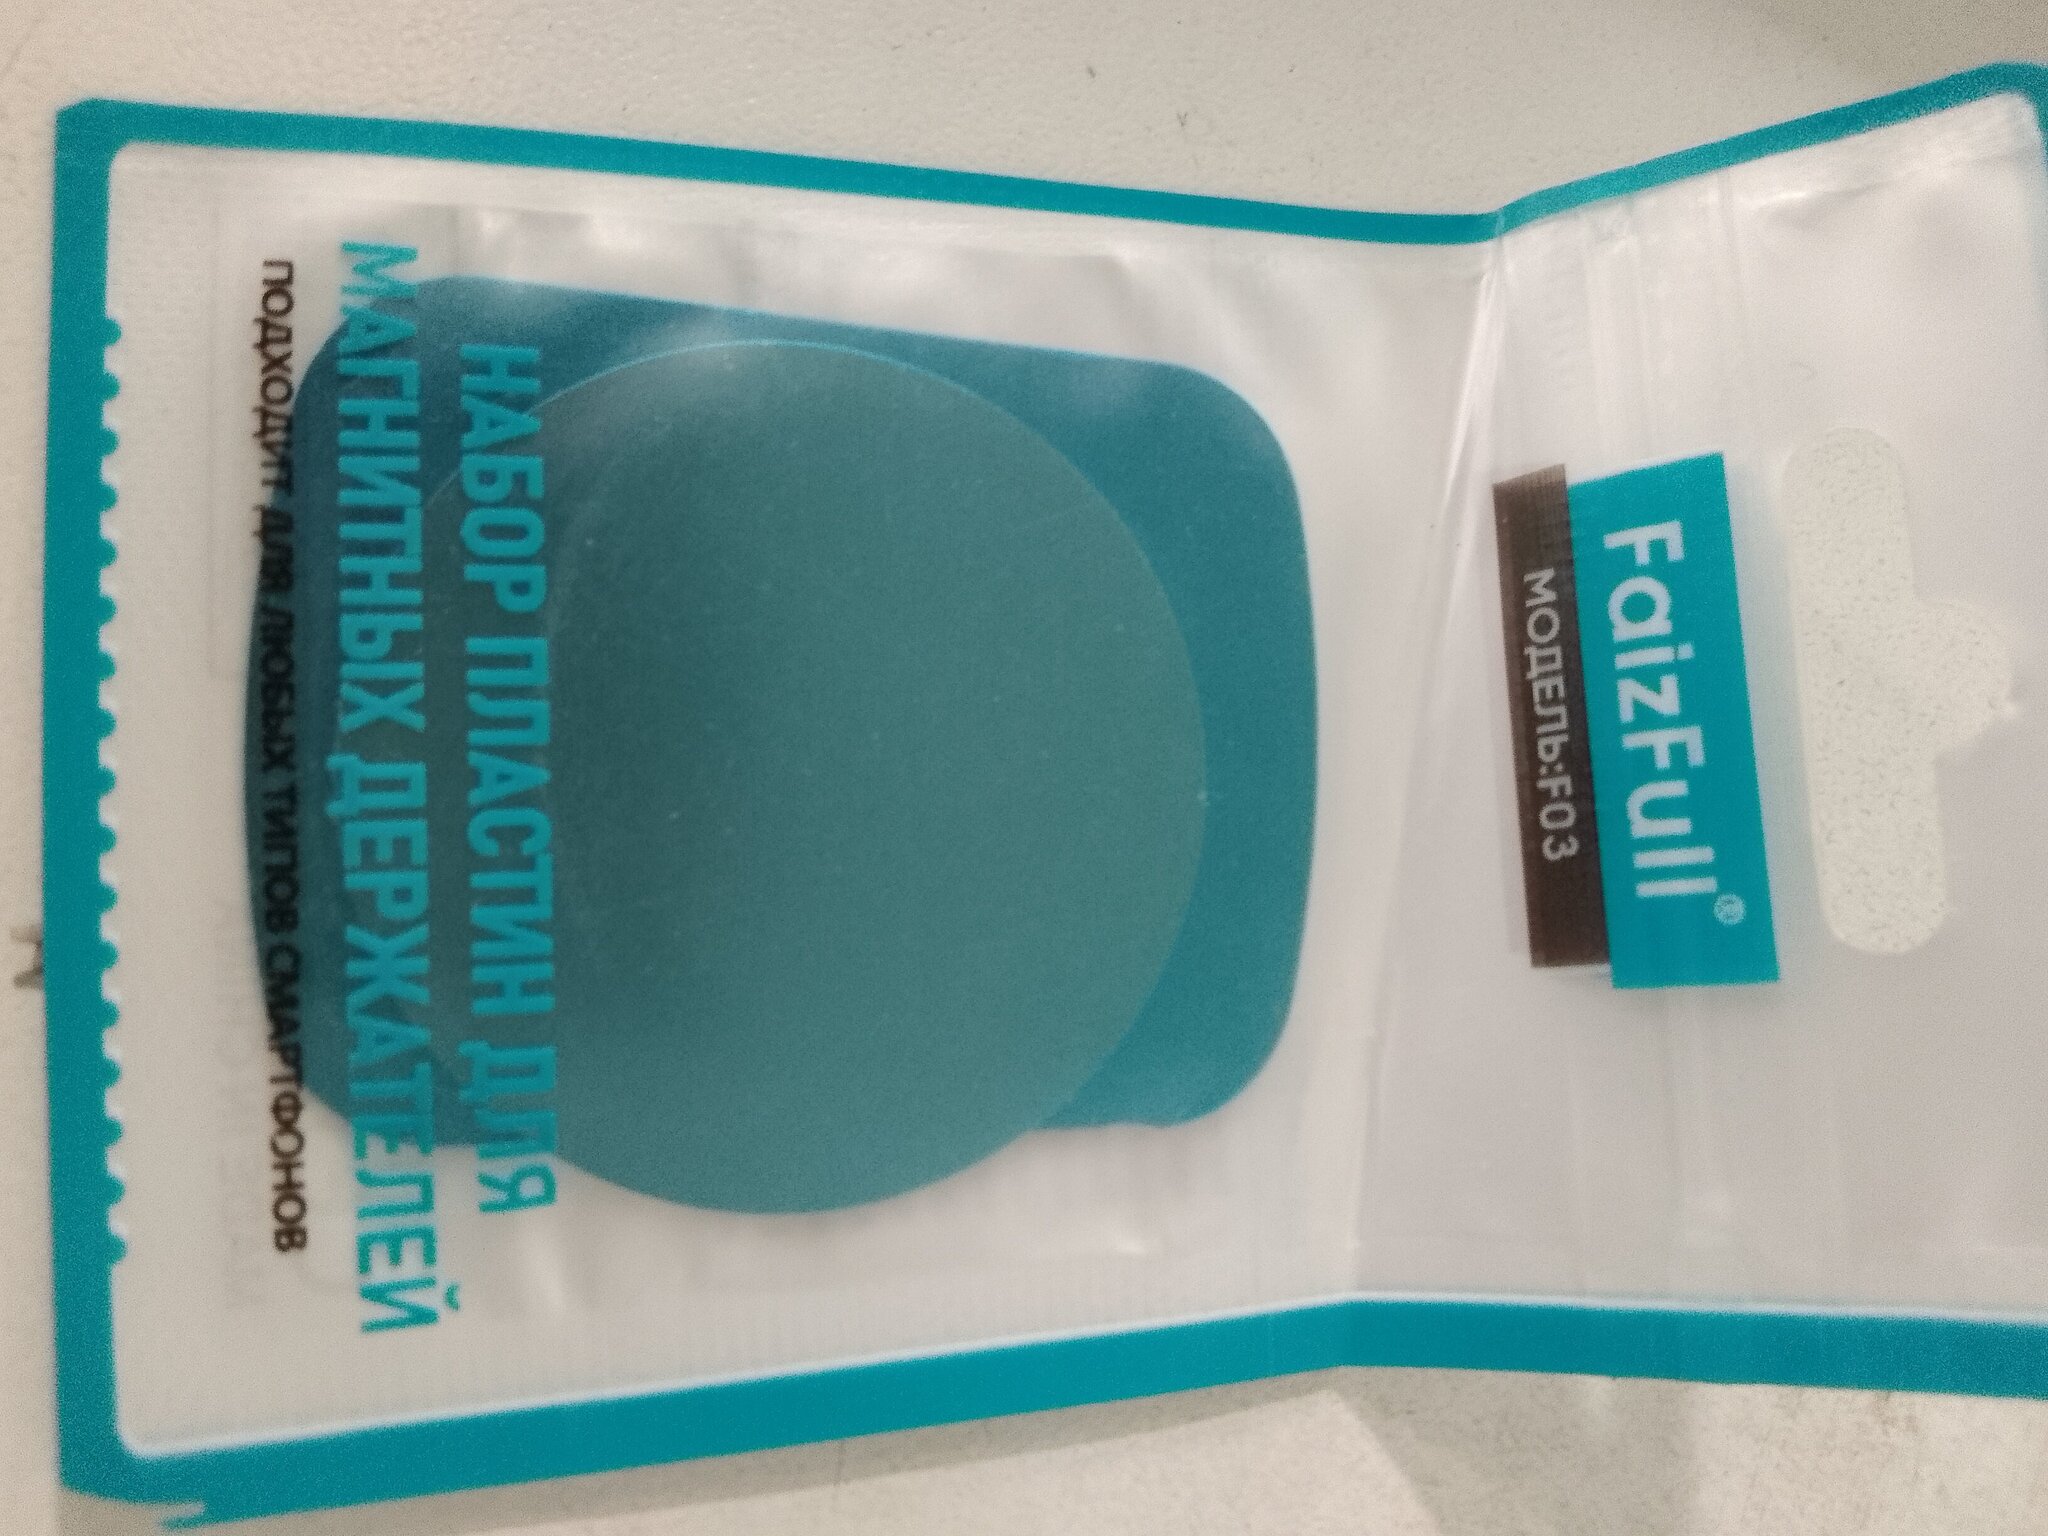 FaizFull®
МОДЕЛЬ:F03
НАБОР ПЛАСТИН ДЛЯ
МАГНИТНЫХ ДЕРЖАТЕЛЕЙ
ПОДХОДИТ ДЛЯ ЛЮБЫХ ТИПОВ СМАРТФОНОВ